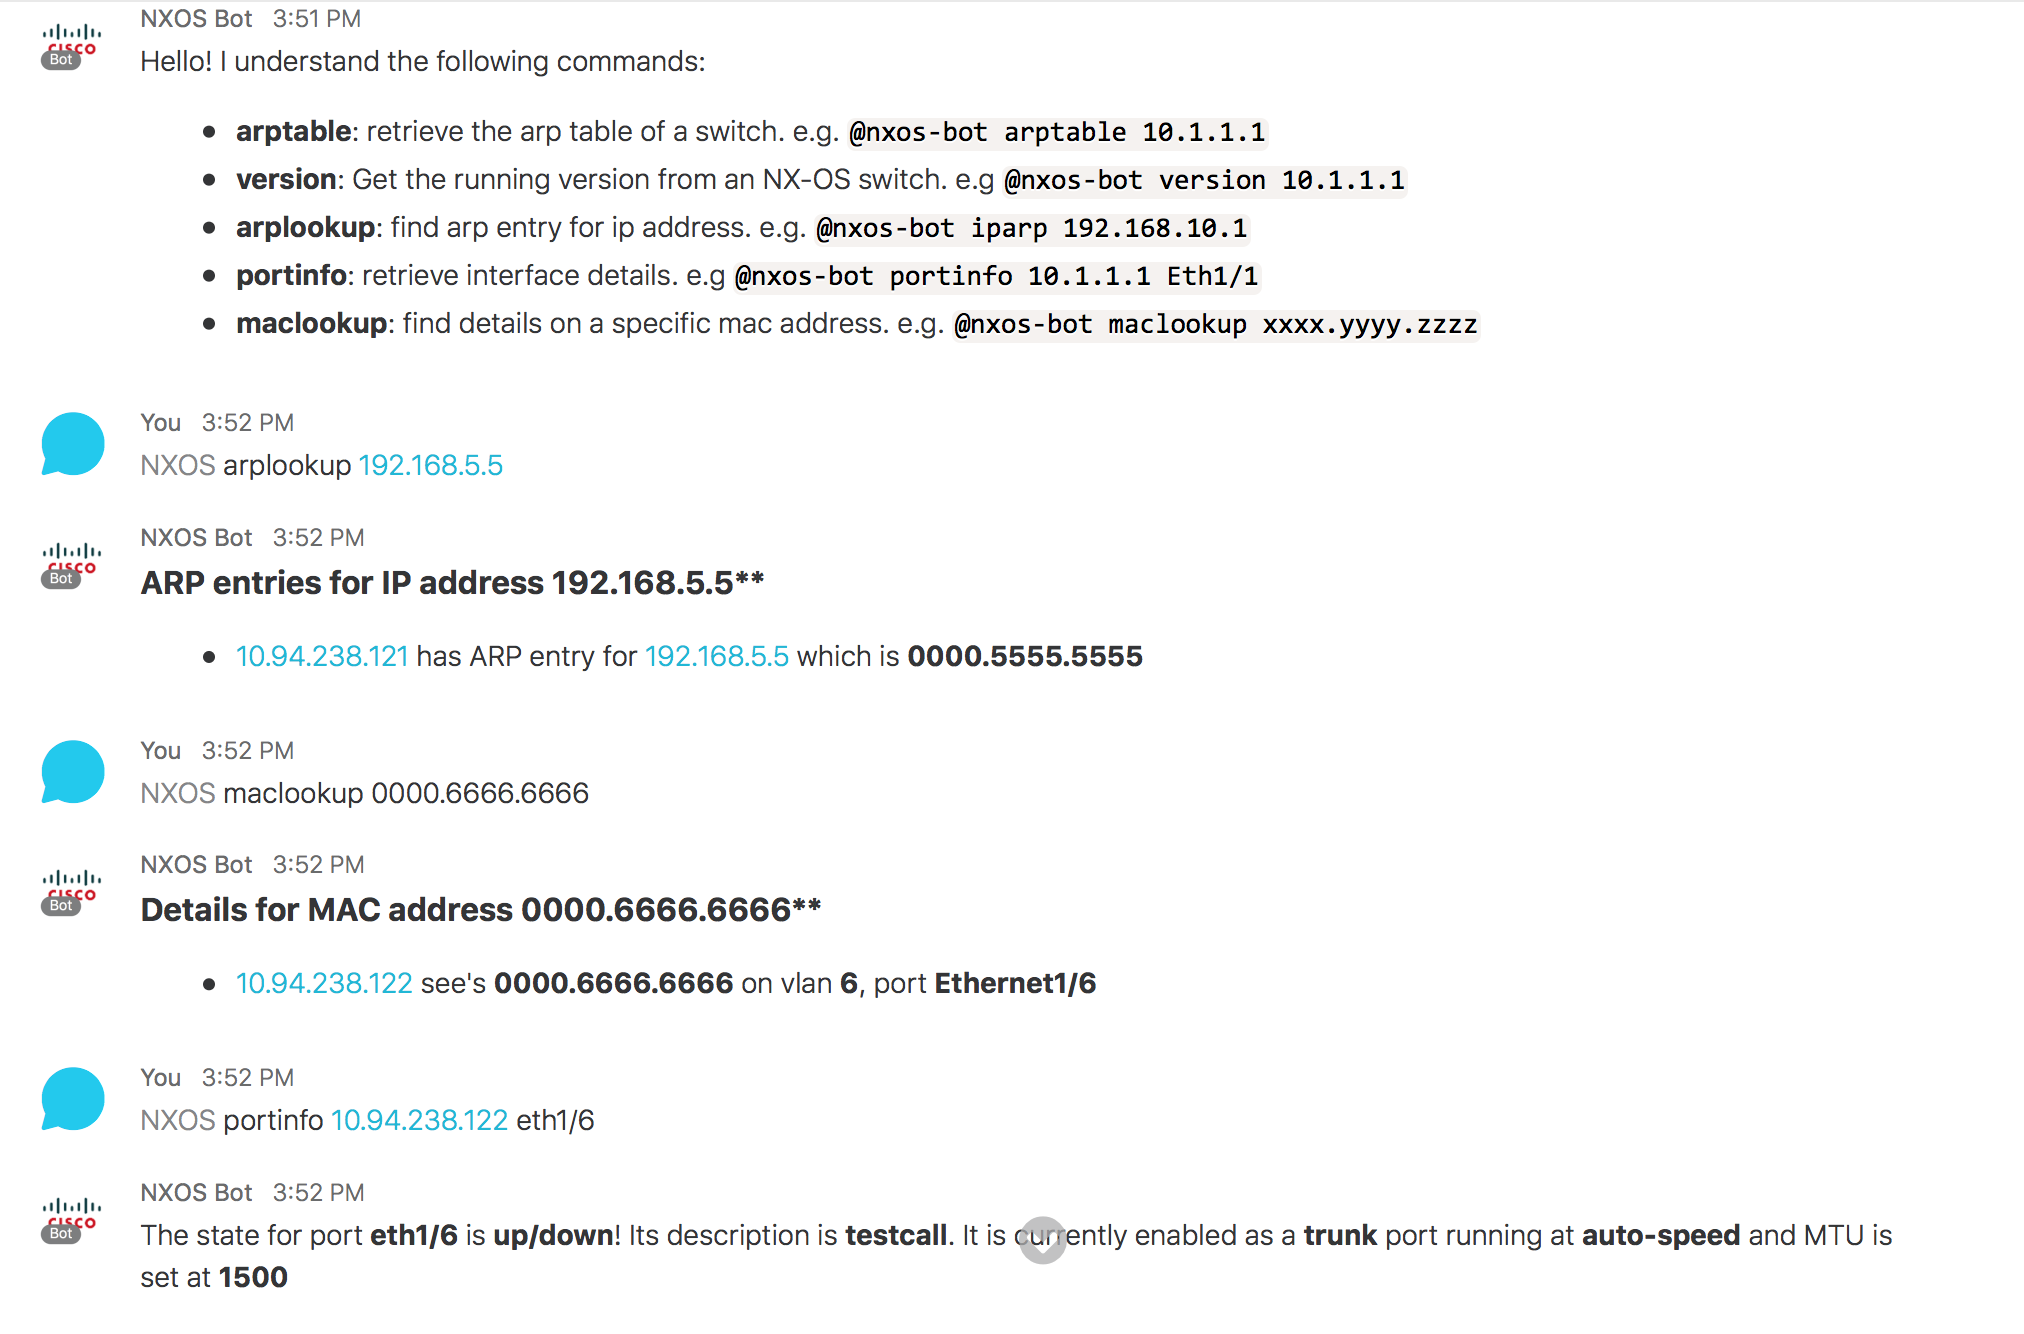 NXOS Bot 3:51 PM
CISCO
Bot
Hello! I understand the following commands:
arptable: retrieve the arp table of a switch. e.g. @nxos-bot arptable 10.1.1.1
version: Get the running version from an NX-OS switch. e.g @nxos-bot version 10.1.1.1
arplookup: find arp entry for ip address. e.g. @nxos-bot iparp 192.168.10.1
portinfo: retrieve interface details. e.g @nxos-bot portinfo 10.1.1.1 Eth1/1
maclookup: find details on a specific mac address. e.g. @nxos-bot maclookup xxxx.yyyy.zzzz
You 3:52 PM
NXOS arplookup 192.168.5.5
NXOS Bot 3:52 PM
CISCO
Bot
ARP entries for IP address 192.168.5.5**
10.94.238.121 has ARP entry for 192.168.5.5 which is 0000.5555.5555
You 3:52 PM
NXOS maclookup 0000.6666.6666
NXOS Bot 3:52 PM
CISCO
Bot
Details for MAC address 0000.6666.6666**
10.94.238.122 see's 0000.6666.6666 on vlan 6, port Ethernet1/6
You 3:52 PM
NXOS portinfo 10.94.238.122 eth1/6
NXOS Bot 3:52 PM
CISCO
Bot
The state for port eth1/6 is up/down! Its description is testcall. It is currently enabled as a trunk port running at auto-speed and MTU is
set at 1500